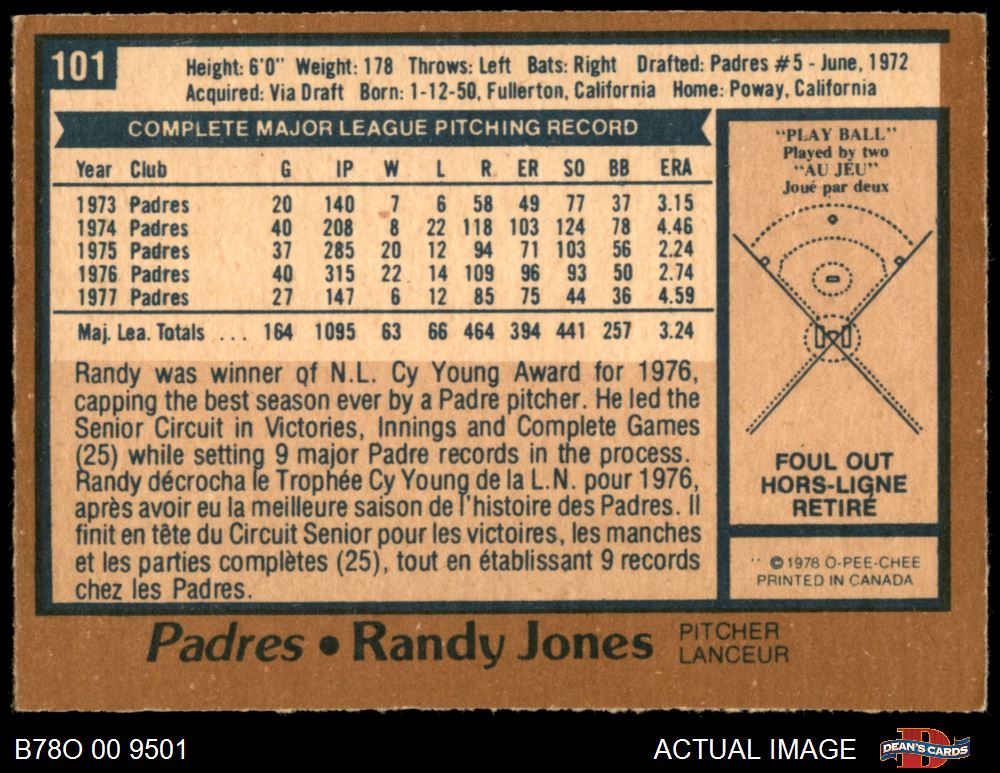 101
Height: 6'0" Weight: 178 Throws: Left Bats: Right Drafted: Padres #5 - June, 1972
Acquired: Via Draft Born: 1-12-50, Fullerton, California Home: Poway, California
COMPLETE MAJOR LEAGUE PITCHING RECORD
Year Club G IP W L R ER SO BB ERA
1973 Padres 20 140 7 6 58 49 77 37 3.15
1974 Padres 40 208 8 22 118 103 124 78 4.46
1975 Padres 37 285 20 12 94 71 103 56 2.24
1976 Padres 40 315 22 14 109 96 93 50 2.74
1977 Padres 27 147 6 12 85 75 44 36 4.59
Maj. Lea. Totals ... 164 1095 63 66 464 394 441 257 3.24
Randy was winner of N.L. Cy Young Award for 1976,
capping the best season ever by a Padre pitcher. He led the
Senior Circuit in Victories, Innings and Complete Games
(25) while setting 9 major Padre records in the process.
Randy décrocha le Trophée Cy Young de la L.N. pour 1976,
après avoir eu la meilleure saison de l'histoire des Padres. Il
finit en tête du Circuit Senior pour les victoires, les manches
et les parties complètes (25), tout en établissant 9 records
chez les Padres.
"PLAY BALL"
Played by two
"AU JEU"
Joué par deux
FOUL OUT
HORS-LIGNE
RETIRÉ
©1978 O-PEE-CHEE
PRINTED IN CANADA
Padres • Randy Jones
PITCHER
LANCEUR
B78O 00 9501
ACTUAL IMAGE
DEAN'S CARDS